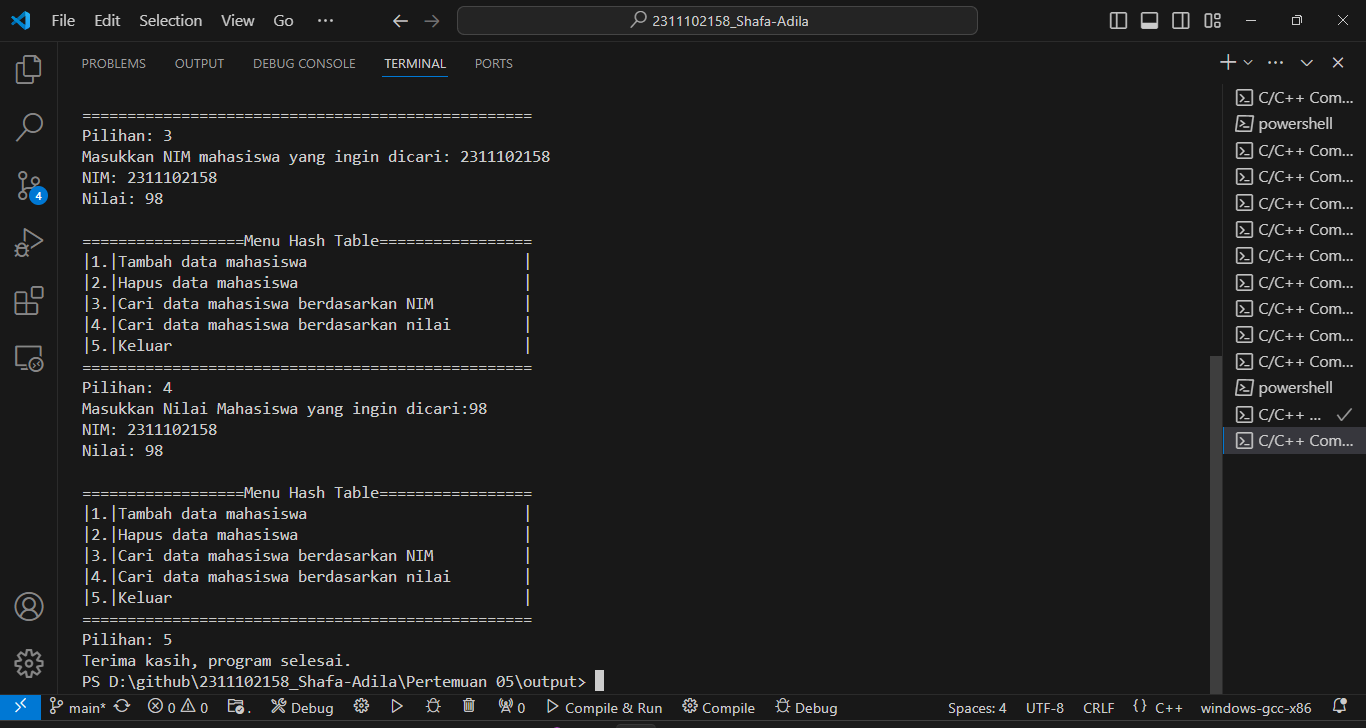 File Edit Selection View Go ··· 2311102158_Shafa-Adila
PROBLEMS OUTPUT DEBUG CONSOLE TERMINAL PORTS
==================================================
Pilihan: 3
Masukkan NIM mahasiswa yang ingin dicari: 2311102158
NIM: 2311102158
Nilai: 98
==================Menu Hash Table=================
|1.|Tambah data mahasiswa                        |
|2.|Hapus data mahasiswa                         |
|3.|Cari data mahasiswa berdasarkan NIM          |
|4.|Cari data mahasiswa berdasarkan nilai        |
|5.|Keluar                                       |
==================================================
Pilihan: 4
Masukkan Nilai Mahasiswa yang ingin dicari:98
NIM: 2311102158
Nilai: 98
==================Menu Hash Table=================
|1.|Tambah data mahasiswa                        |
|2.|Hapus data mahasiswa                         |
|3.|Cari data mahasiswa berdasarkan NIM          |
|4.|Cari data mahasiswa berdasarkan nilai        |
|5.|Keluar                                       |
==================================================
Pilihan: 5
Terima kasih, program selesai.
PS D:\github\2311102158_Shafa-Adila\Pertemuan 05\output>
C/C++ Com...
powershell
C/C++ Com...
C/C++ Com...
C/C++ Com...
C/C++ Com...
C/C++ Com...
C/C++ Com...
C/C++ Com...
C/C++ Com...
C/C++ Com...
powershell
C/C++ ...
C/C++ Com...
4
main* 0 0 . Debug 0 Compile & Run Compile Debug Spaces: 4 UTF-8 CRLF {} C++ windows-gcc-x86